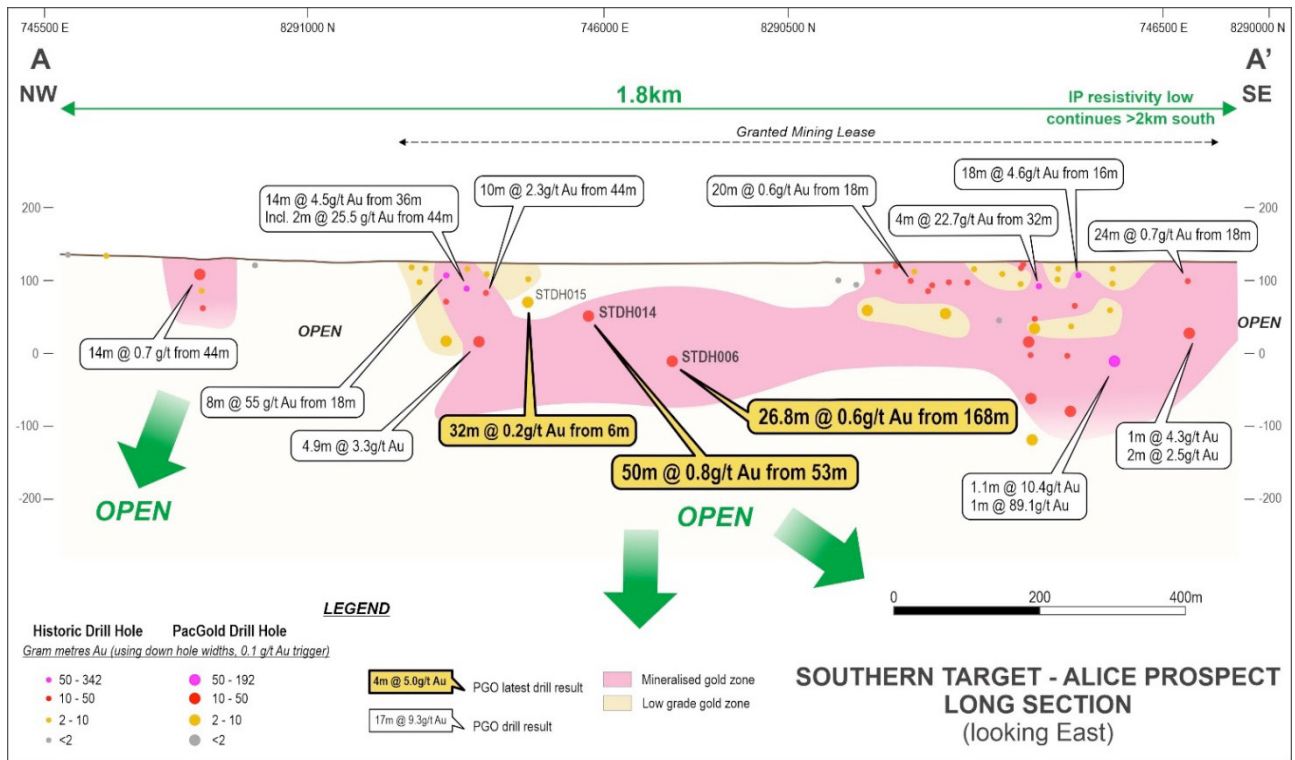 745500 E
8291000 N
746000 E
8290500 N
746500 E
8290000 N
A
NW
A'
SE
1.8km
IP resistivity low
continues >2km south
Granted Mining Lease
14m @ 4.5g/t Au from 36m
Incl. 2m @ 25.5 g/t Au from 44m
10m @ 2.3g/t Au from 44m
20m @ 0.6g/t Au from 18m
18m @ 4.6g/t Au from 16m
4m @ 22.7g/t Au from 32m
24m @ 0.7g/t Au from 18m
200
100
0
-100
-200
200
100
0
-100
-200
STDH015
STDH014
STDH006
OPEN
OPEN
14m @ 0.7 g/t from 44m
8m @ 55 g/t Au from 18m
4.9m @ 3.3g/t Au
32m @ 0.2g/t Au from 6m
26.8m @ 0.6g/t Au from 168m
50m @ 0.8g/t Au from 53m
1m @ 4.3g/t Au
2m @ 2.5g/t Au
1.1m @ 10.4g/t Au
1m @ 89.1g/t Au
OPEN
OPEN
0
200
400m
LEGEND
Historic Drill Hole
PacGold Drill Hole
Gram metres Au (using down hole widths, 0.1 g/t Au trigger)
50 - 342
50 - 192
10 - 50
10 - 50
2 - 10
2 - 10
<2
<2
4m @ 5.0g/t Au
PGO latest drill result
17m @ 9.3g/t Au
PGO drill result
Mineralised gold zone
Low grade gold zone
SOUTHERN TARGET - ALICE PROSPECT
LONG SECTION
(looking East)